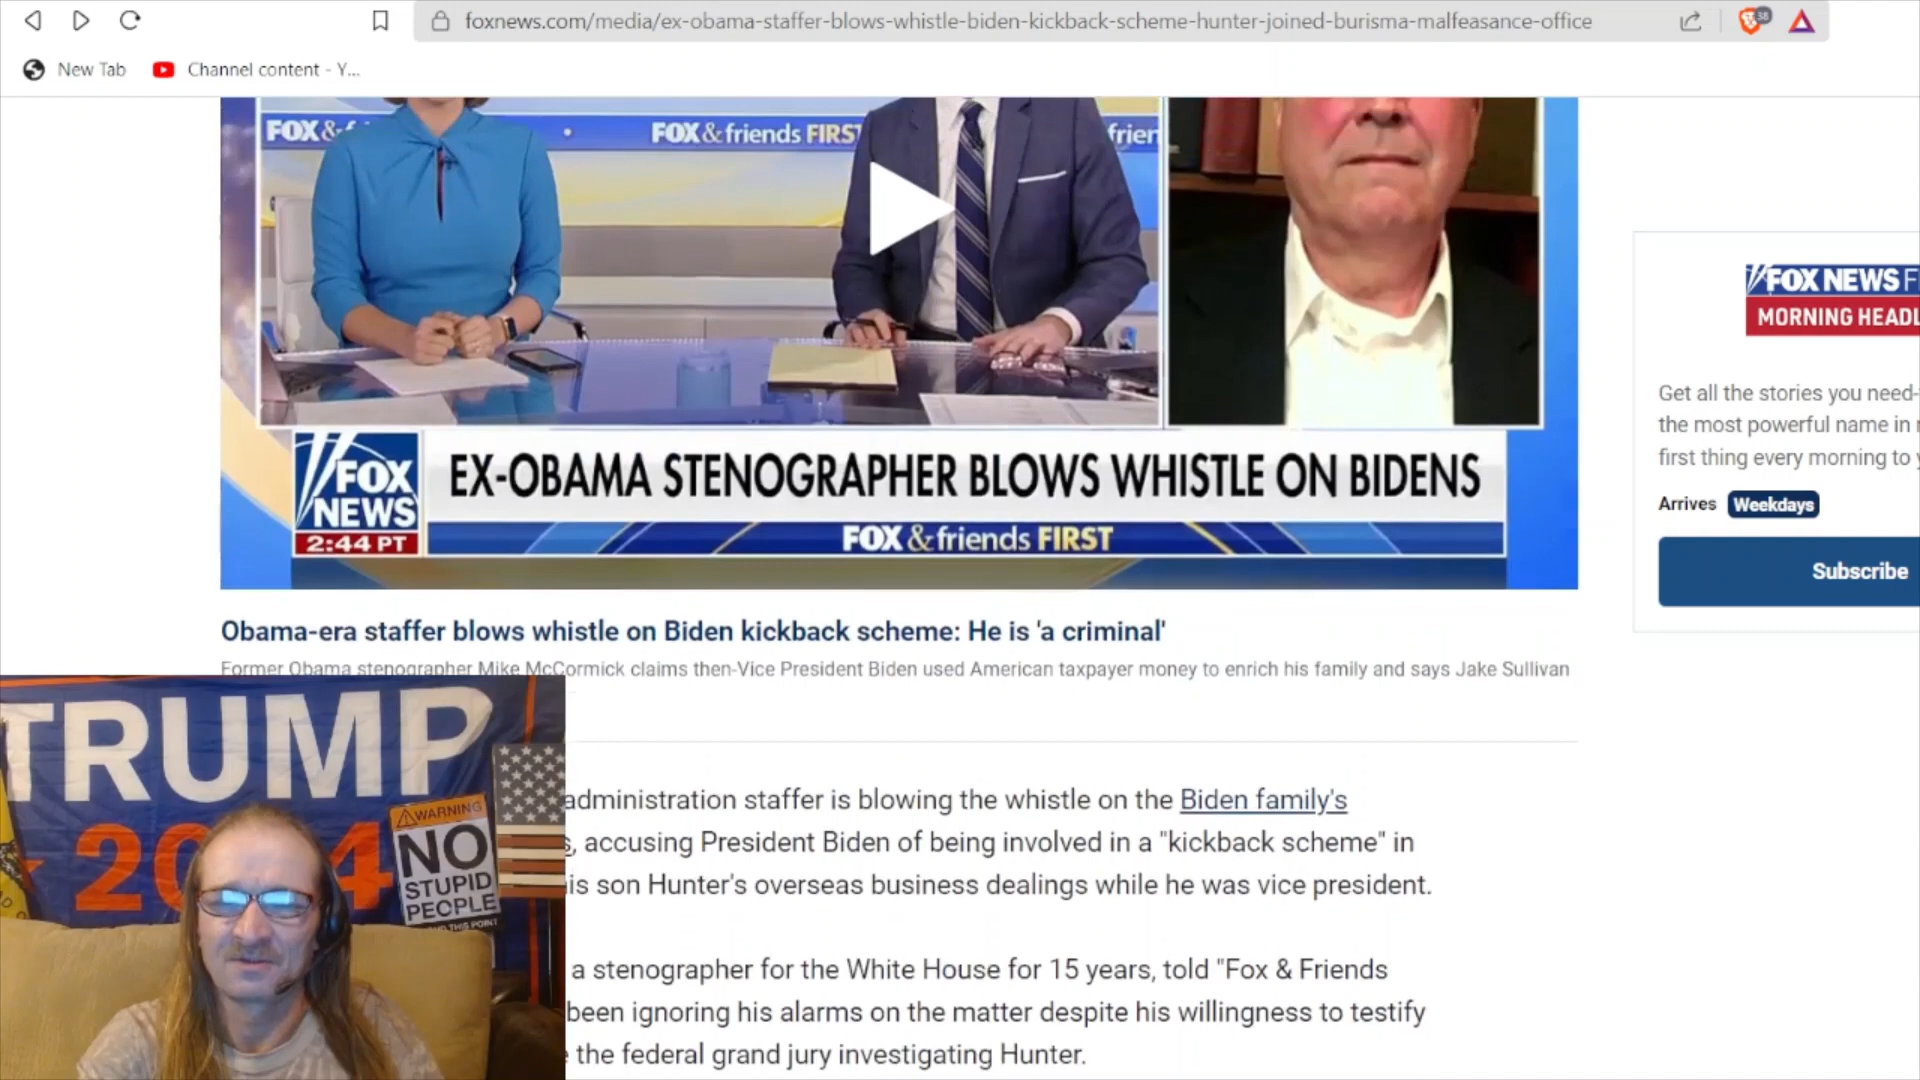 foxnews.com/media/ex-obama-staffer-blows-whistle-biden-kickback-scheme-hunter-joined-burisma-malfeasance-office
38
New Tab
Channel content - Y...
FOX&f
FOX&friends FIRST
frien
FOX NEWS FI
MORNING HEADL
Get all the stories you need-
the most powerful name in
first thing every morning to
Arrives Weekdays
Subscribe
FOX
NEWS
2:44 PT
EX-OBAMA STENOGRAPHER BLOWS WHISTLE ON BIDENS
FOX&friends FIRST
Obama-era staffer blows whistle on Biden kickback scheme: He is 'a criminal'
Former Obama stenographer Mike McCormick claims then-Vice President Biden used American taxpayer money to enrich his family and says Jake Sullivan
administration staffer is blowing the whistle on the Biden family's
, accusing President Biden of being involved in a "kickback scheme" in
is son Hunter's overseas business dealings while he was vice president.
a stenographer for the White House for 15 years, told "Fox & Friends
been ignoring his alarms on the matter despite his willingness to testify
the federal grand jury investigating Hunter.
TRUMP
20 4
WARNING
NO
STUPID
PEOPLE
THIS POINT